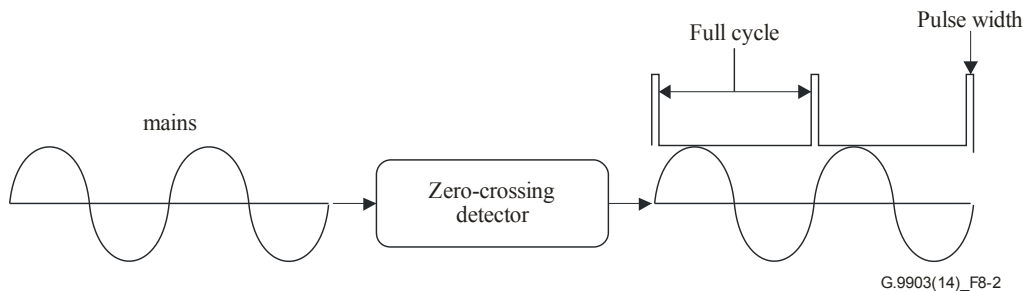 Pulse width
Full cycle
mains
Zero-crossing
detector
G.9903(14)_F8-2